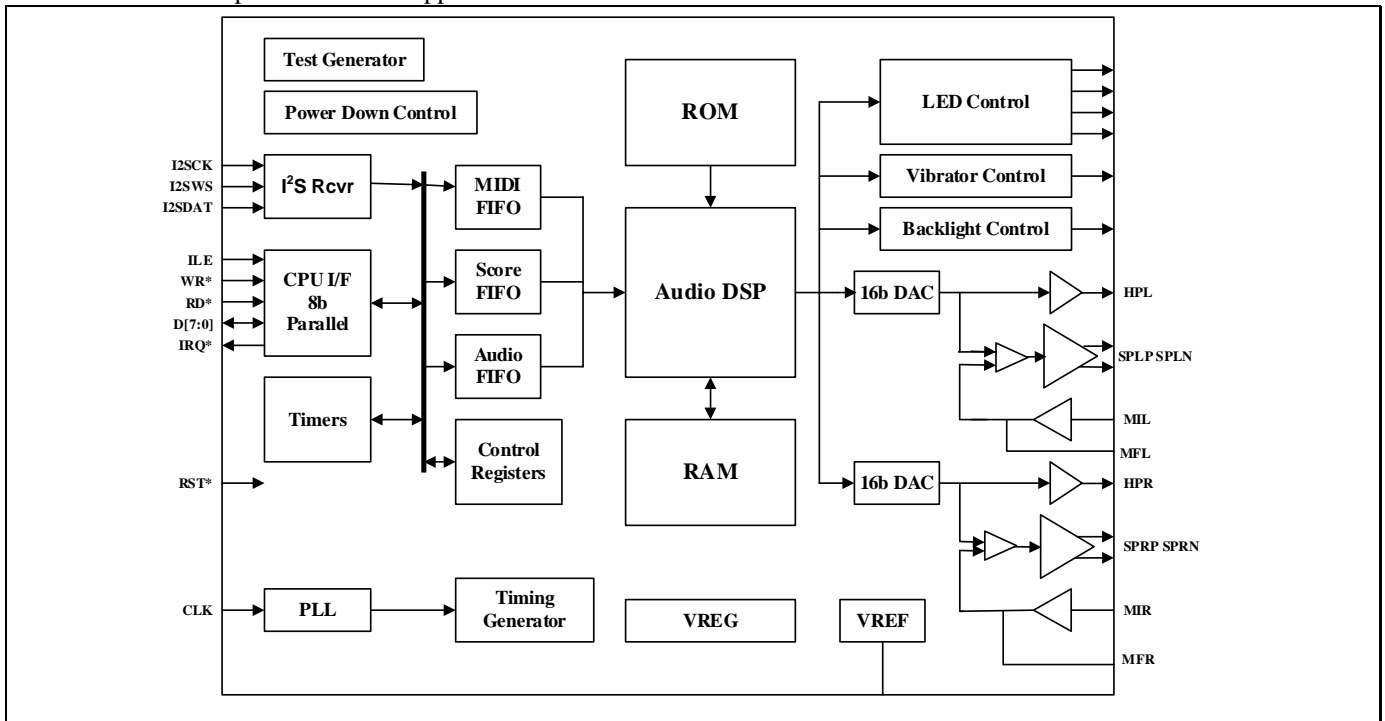 Test Generator
Power Down Control
I2SCK
I2SWS
I2SDAT
I²S Rcvr
ILE
WR*
RD*
D[7:0]
IRQ*
CPU I/F
8b
Parallel
Timers
RST*
CLK
PLL
Timing
Generator
MIDI
FIFO
Score
FIFO
Audio
FIFO
Control
Registers
ROM
Audio DSP
RAM
VREG
VREF
LED Control
Vibrator Control
Backlight Control
16b DAC
HPL
SPLP SPLN
MIL
MFL
16b DAC
HPR
SPRP SPRN
MIR
MFR